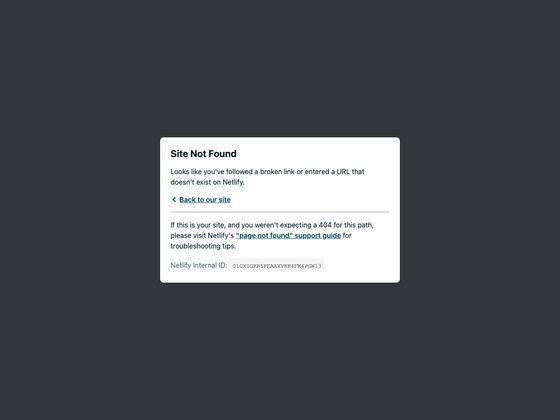 Site Not Found
Looks like you've followed a broken link or entered a URL that
doesn't exist on Netlify.
Back to our site
If this is your site, and you weren't expecting a 404 for this path,
please visit Netlify's "page not found" support guide for
troubleshooting tips.
Netlify Internal ID: 01GX0GKB5PEAAXV8K4FM4PGW13